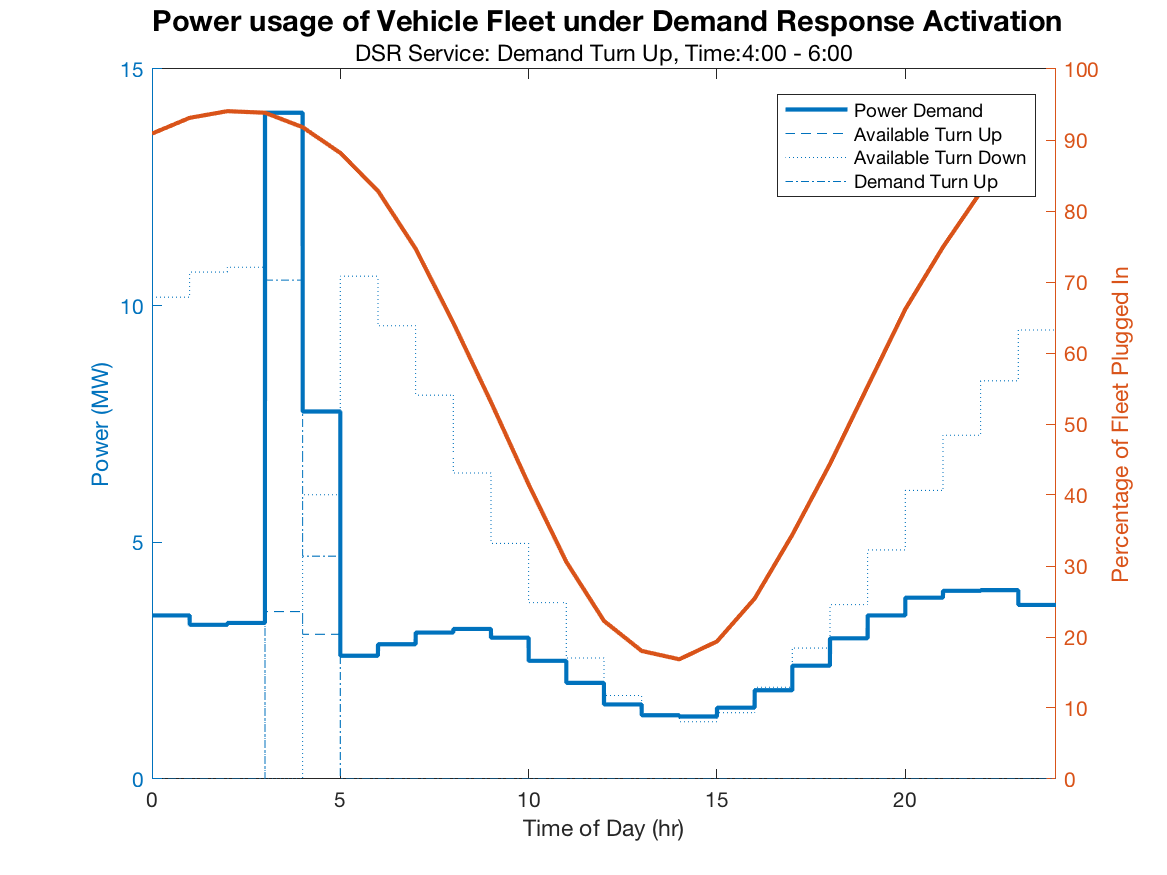 Power usage of Vehicle Fleet under Demand Response Activation
DSR Service: Demand Turn Up, Time:4:00 - 6:00
15
10
5
0
Power (MW)
Power Demand
Available Turn Up
Available Turn Down
Demand Turn Up
100
90
80
70
60
50
40
30
20
10
0
Percentage of Fleet Plugged In
0
5
10
15
20
Time of Day (hr)